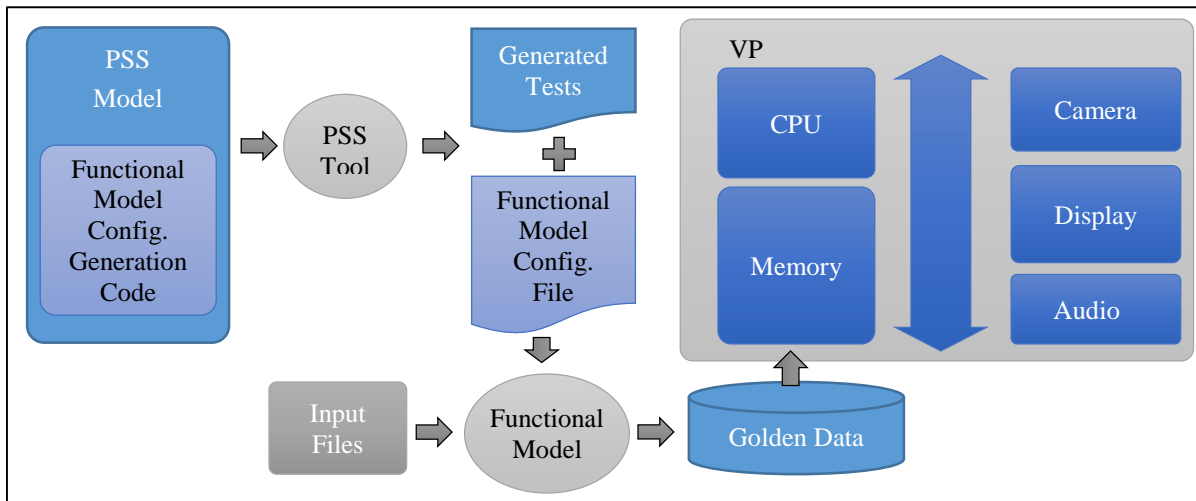 PSS
Model
Functional
Model
Config.
Generation
Code
PSS
Tool
Generated
Tests
Functional
Model
Config.
File
Input
Files
Functional
Model
Golden Data
VP
CPU
Memory
Camera
Display
Audio